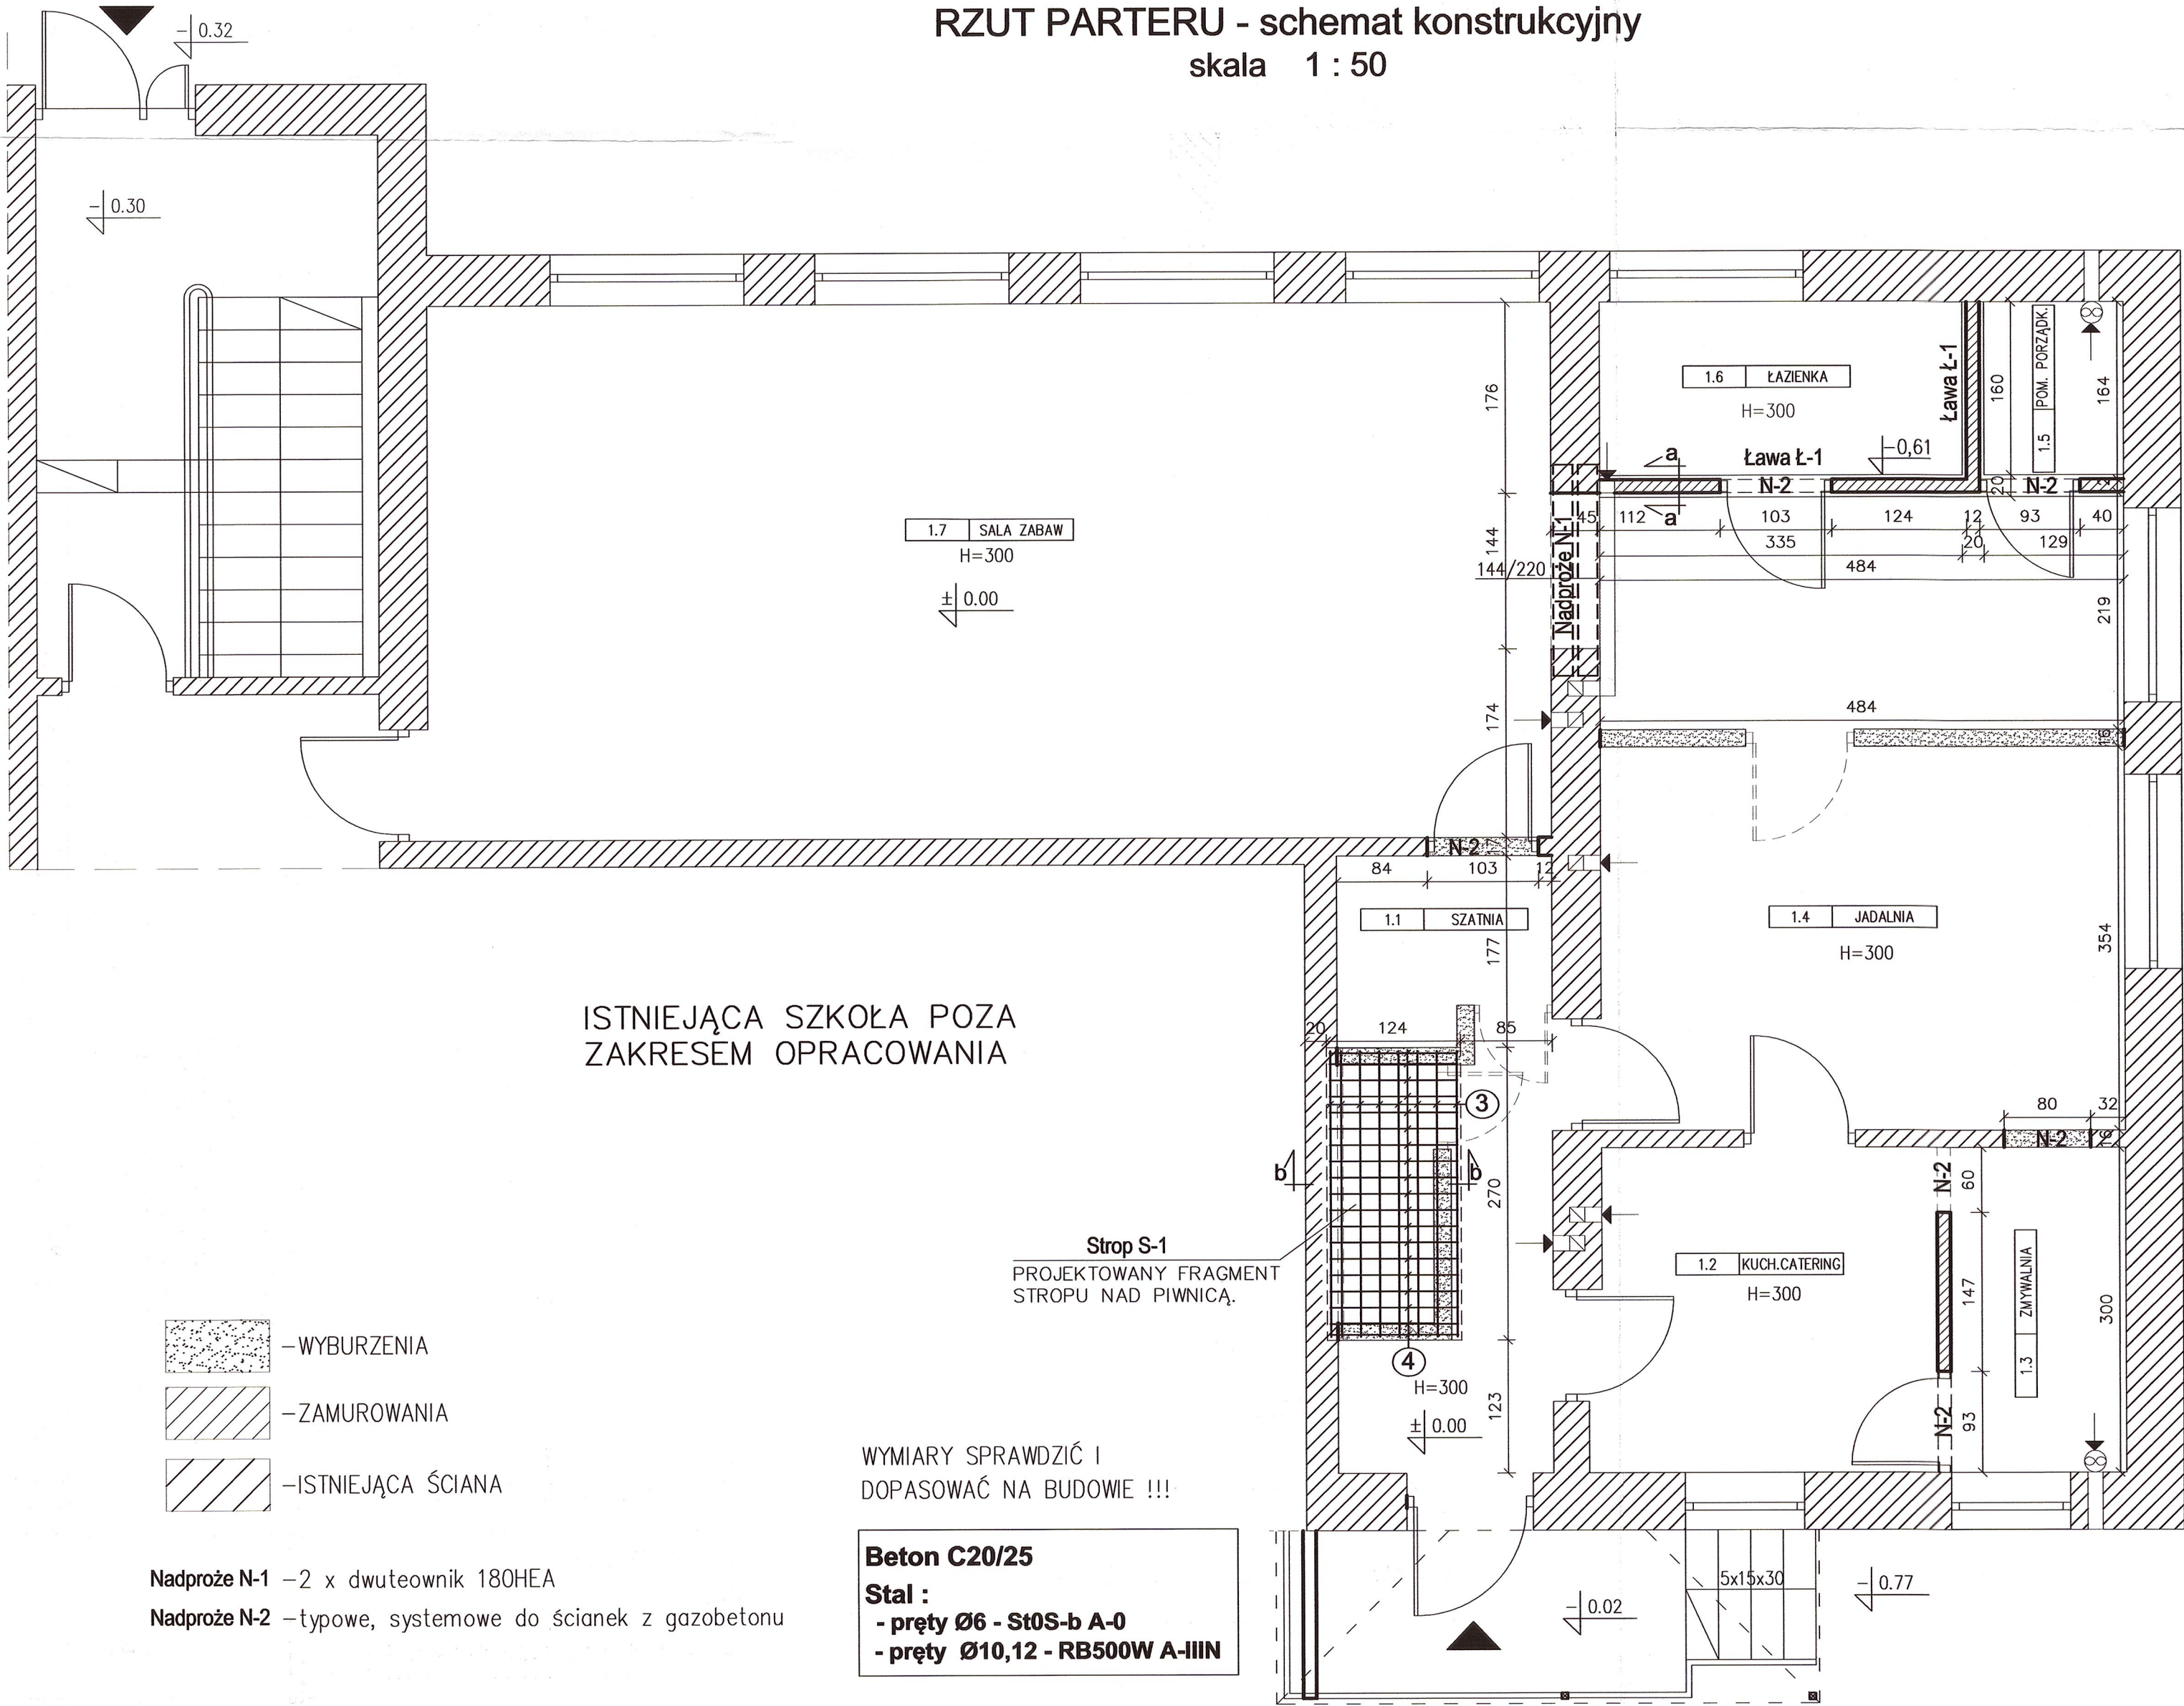 RZUT PARTERU - schemat konstrukcyjny
skala 1 : 50
- 0.32
- 0.30
176
144
144/220
174
177
270
123
Nadproże N-1
1.6 ŁAZIENKA
H=300
Ława Ł-1
Ława Ł-1
-0,61
a
a
N-2
N-2
160
20
1.5 POM. PORZĄDK.
164
8
45 112 103 124 12 93 40
335 20 129
484
219
484
16
1.7 SALA ZABAW
H=300
± 0.00
N-2
84 103 12
1.1 SZATNIA
1.4 JADALNIA
H=300
354
ISTNIEJĄCA SZKOŁA POZA
ZAKRESEM OPRACOWANIA
20 124 85
3
b b
80 32
N-2
16
N-2
60
147
N-2
93
300
1.3 ZMYWALNIA
8
1.2 KUCH.CATERING
H=300
Strop S-1
PROJEKTOWANY FRAGMENT
STROPU NAD PIWNICĄ.
4
H=300
± 0.00
-WYBURZENIA
-ZAMUROWANIA
-ISTNIEJĄCA ŚCIANA
WYMIARY SPRAWDZIĆ I
DOPASOWAĆ NA BUDOWIE !!!
Nadproże N-1 -2 x dwuteownik 180HEA
Nadproże N-2 -typowe, systemowe do ścianek z gazobetonu
Beton C20/25
Stal :
- pręty Ø6 - St0S-b A-0
- pręty Ø10,12 - RB500W A-IIIN
5x15x30
- 0.02
- 0.77